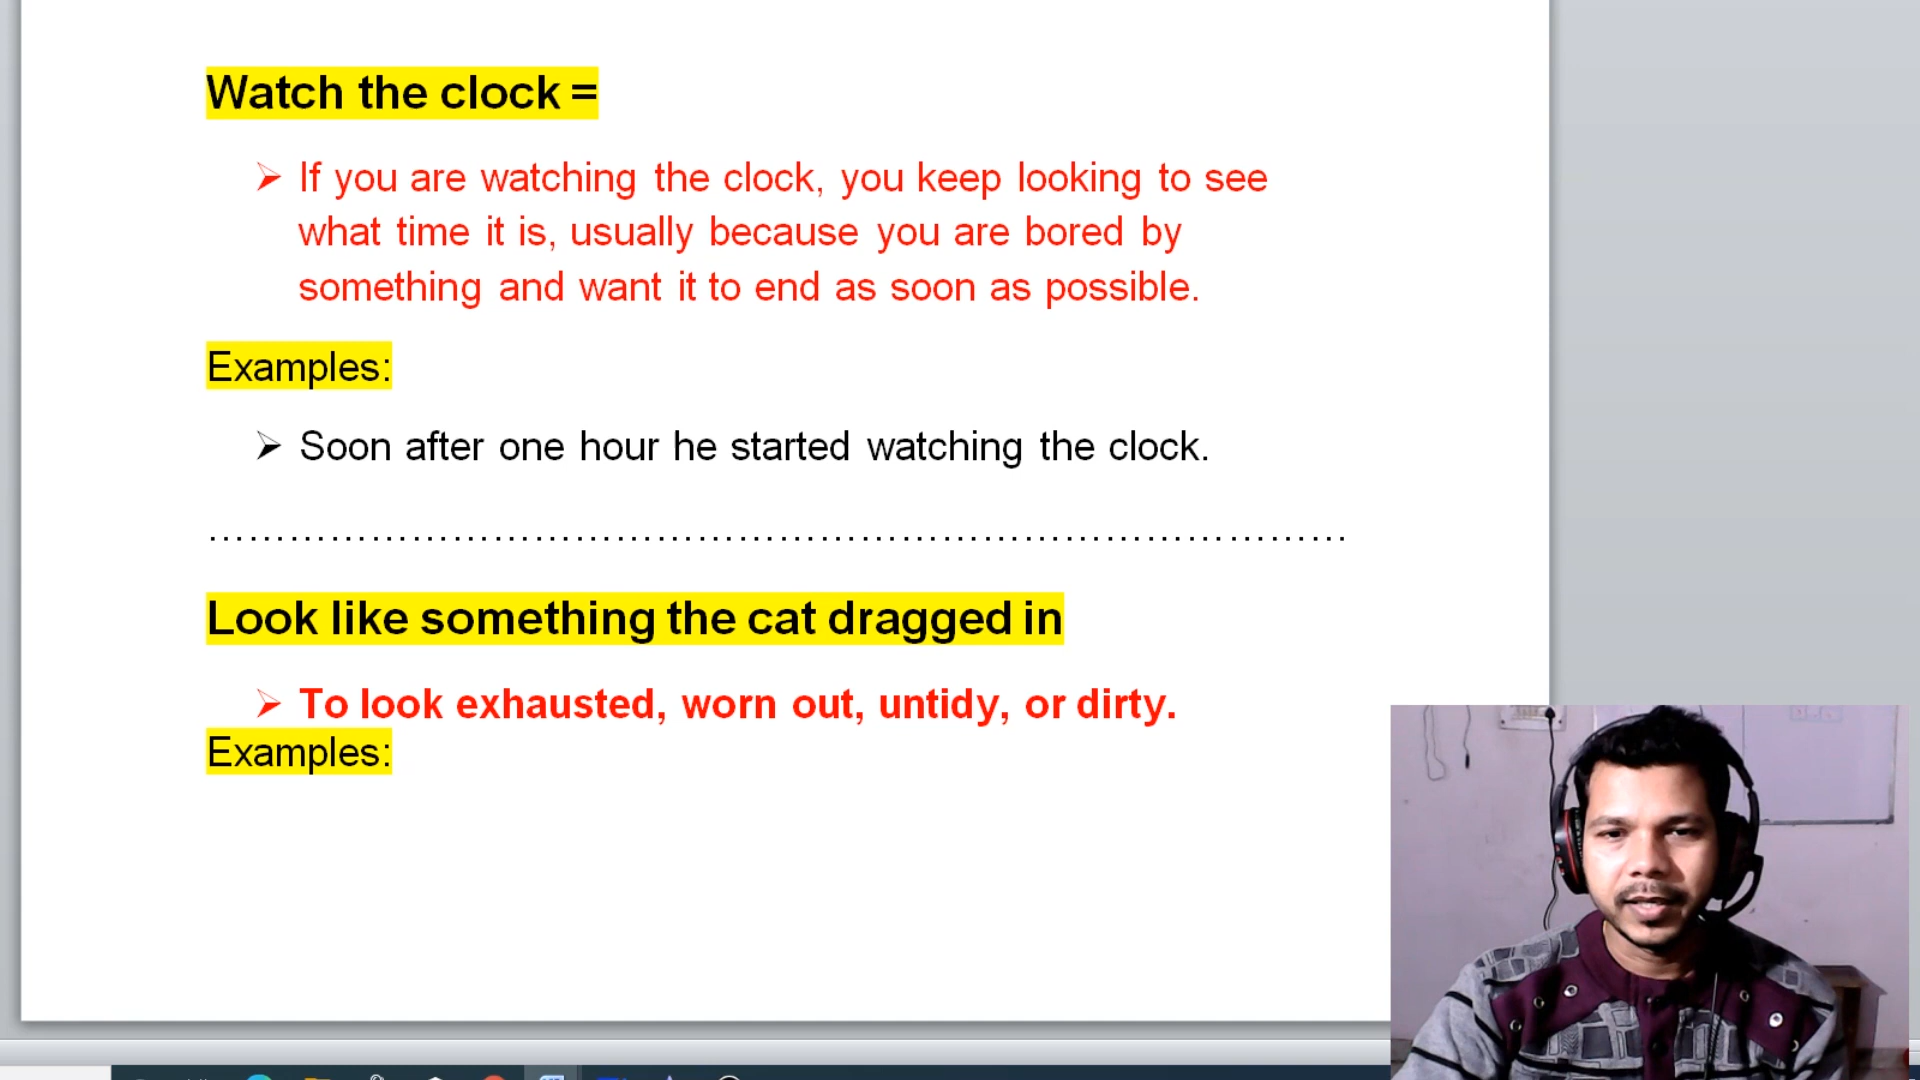 Watch the clock =
➢ If you are watching the clock, you keep looking to see
what time it is, usually because you are bored by
something and want it to end as soon as possible.
Examples:
➢ Soon after one hour he started watching the clock.
....................................................................................
Look like something the cat dragged in
➢ To look exhausted, worn out, untidy, or dirty.
Examples: